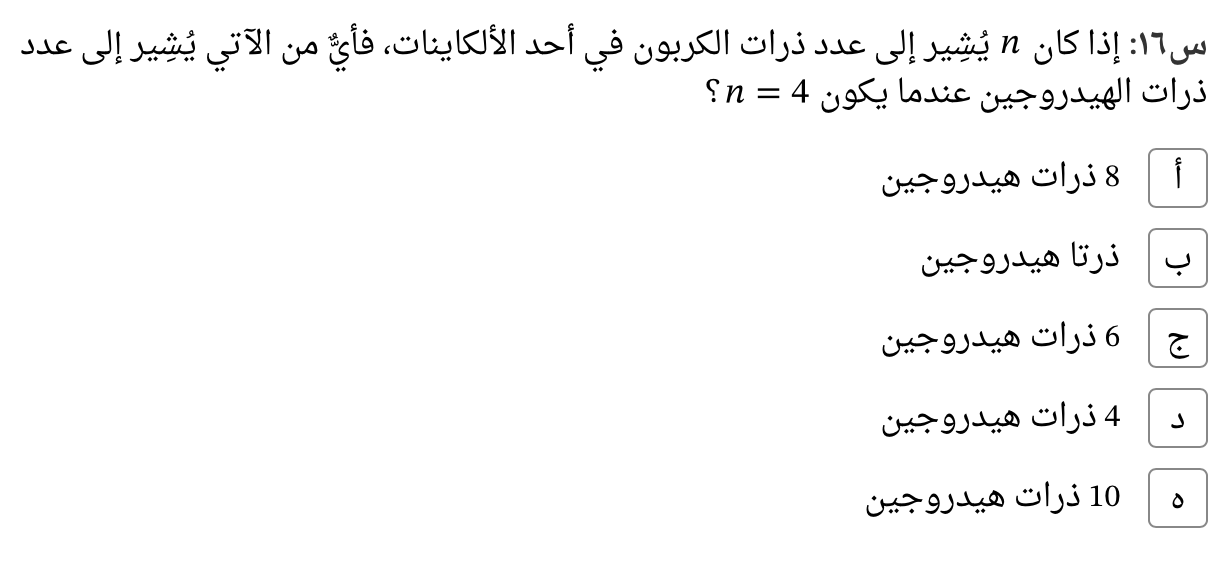 س١٦: إذا كان n يُشِير إلى عدد ذرات الكربون في أحد الألكاينات، فأيٌّ من الآتي يُشِير إلى عدد
ذرات الهيدروجين عندما يكون n = 4؟
أ 8 ذرات هيدروجين
ب ذرتا هيدروجين
ج 6 ذرات هيدروجين
د 4 ذرات هيدروجين
ه 10 ذرات هيدروجين